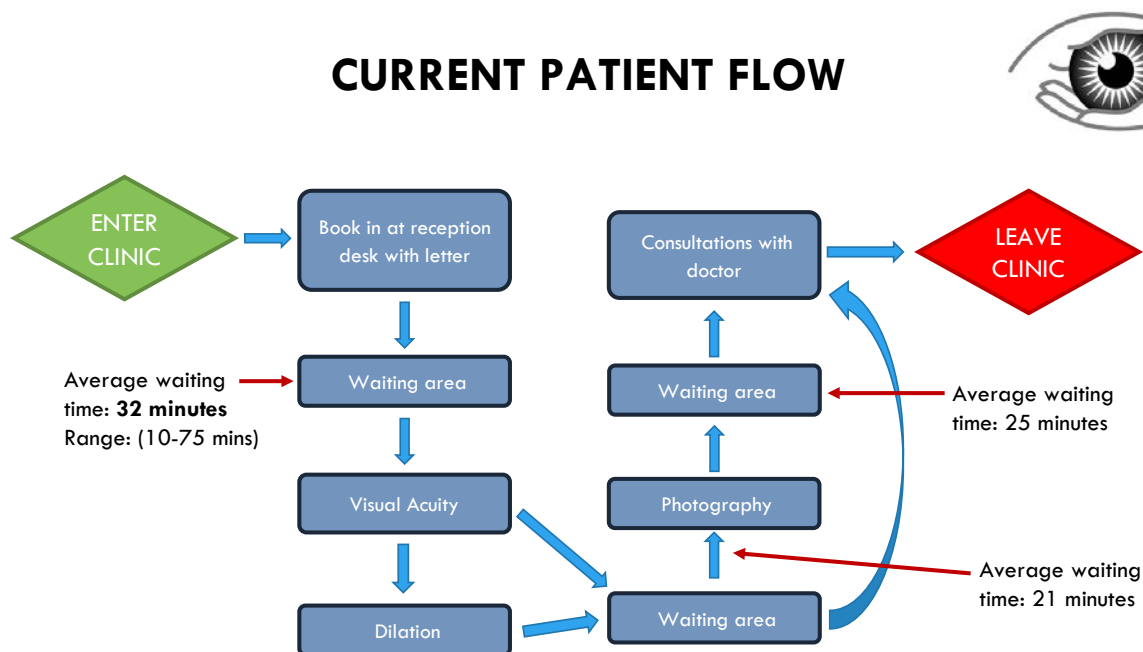 CURRENT PATIENT FLOW
ENTER
CLINIC
Book in at reception
desk with letter
Waiting area
Average waiting
time: 32 minutes
Range: (10-75 mins)
Visual Acuity
Dilation
Waiting area
Average waiting
time: 21 minutes
Photography
Waiting area
Average waiting
time: 25 minutes
Consultations with
doctor
LEAVE
CLINIC